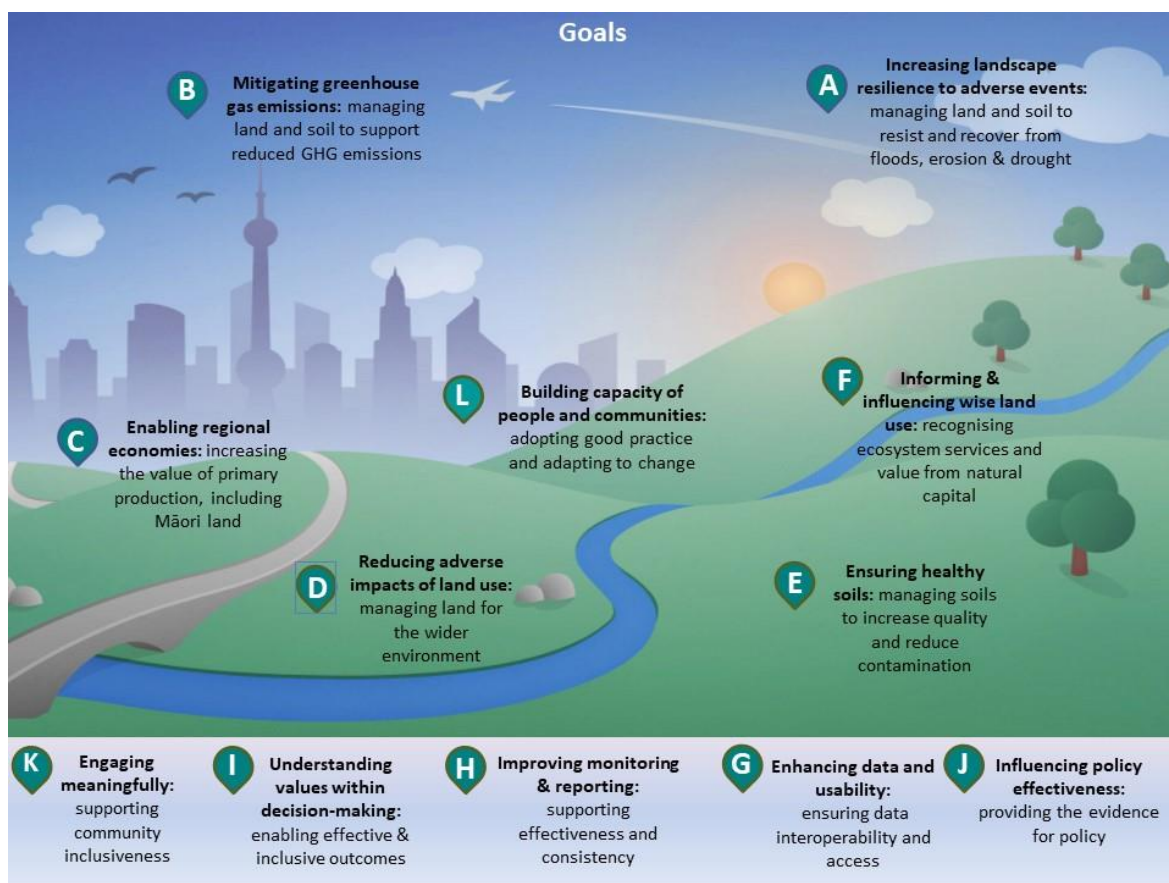 Goals
B
Mitigating greenhouse
gas emissions: managing
land and soil to support
reduced GHG emissions
A
Increasing landscape
resilience to adverse events:
managing land and soil to
resist and recover from
floods, erosion & drought
C
Enabling regional
economies: increasing
the value of primary
production, including
Māori land
L
Building capacity of
people and communities:
adopting good practice
and adapting to change
F
Informing &
influencing wise land
use: recognising
ecosystem services and
value from natural
capital
D
Reducing adverse
impacts of land use:
managing land for
the wider
environment
E
Ensuring healthy
soils: managing soils
to increase quality
and reduce
contamination
K
Engaging
meaningfully:
supporting
community
inclusiveness
I
Understanding
values within
decision-making:
enabling effective &
inclusive outcomes
H
Improving monitoring
& reporting:
supporting
effectiveness and
consistency
G
Enhancing data and
usability:
ensuring data
interoperability and
access
J
Influencing policy
effectiveness:
providing the evidence
for policy